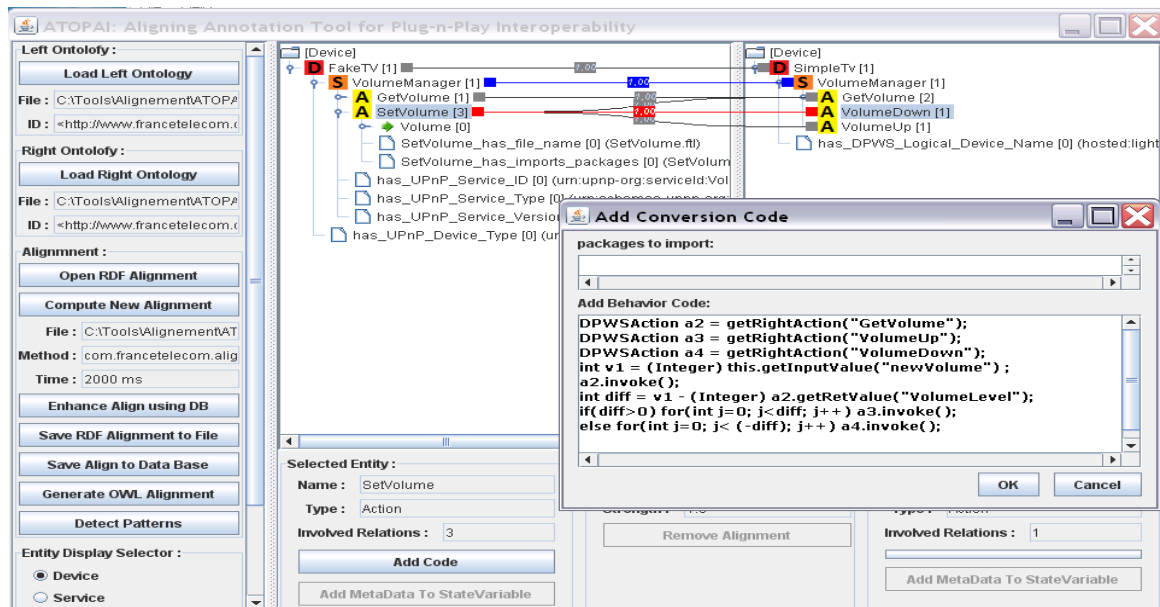 ATOPAI: Aligning Annotation Tool for Plug-n-Play Interoperability
Left Ontolofy :
Load Left Ontology
File : C:\Tools\Alignement\ATOPA
ID : <http://www.francetelecom.c
Right Ontolofy :
Load Right Ontology
File : C:\Tools\Alignement\ATOPA
ID : <http://www.francetelecom.c
Alignmnent :
Open RDF Alignment
Compute New Alignment
File : C:\Tools\Alignement\AT
Method : com.francetelecom.alig
Time : 2000 ms
Enhance Align using DB
Save RDF Alignment to File
Save Align to Data Base
Generate OWL Alignment
Detect Patterns
Entity Display Selector :
Device
Service
[Device]
D FakeTV [1]
S VolumeManager [1]
A GetVolume [1]
A SetVolume [3]
Volume [0]
SetVolume_has_file_name [0] (SetVolume.ftl)
SetVolume_has_imports_packages [0] (SetVolum
has_UPnP_Service_ID [0] (urn:upnp-org:serviceId:Vol
has_UPnP_Service_Type [0] (urn:schemas-upnp-org:
has_UPnP_Service_Version
has_UPnP_Device_Type [0] (ur
1,00
1,00
1,00
1,00
[Device]
D SimpleTv [1]
S VolumeManager [1]
A GetVolume [2]
A VolumeDown [1]
A VolumeUp [1]
has_DPWS_Logical_Device_Name [0] (hosted:light
Add Conversion Code
packages to import:
Add Behavior Code:
DPWSAction a2 = getRightAction("GetVolume");
DPWSAction a3 = getRightAction("VolumeUp");
DPWSAction a4 = getRightAction("VolumeDown");
int v1 = (Integer) this.getInputValue("newVolume") ;
a2.invoke();
int diff = v1 - (Integer) a2.getRetValue("VolumeLevel");
if(diff>0) for(int j=0; j<diff; j++) a3.invoke();
else for(int j=0; j< (-diff); j++) a4.invoke();
OK Cancel
Selected Entity :
Name : SetVolume
Type : Action
Involved Relations : 3
Add Code
Add MetaData To StateVariable
Remove Alignment
Involved Relations : 1
Add MetaData To StateVariable